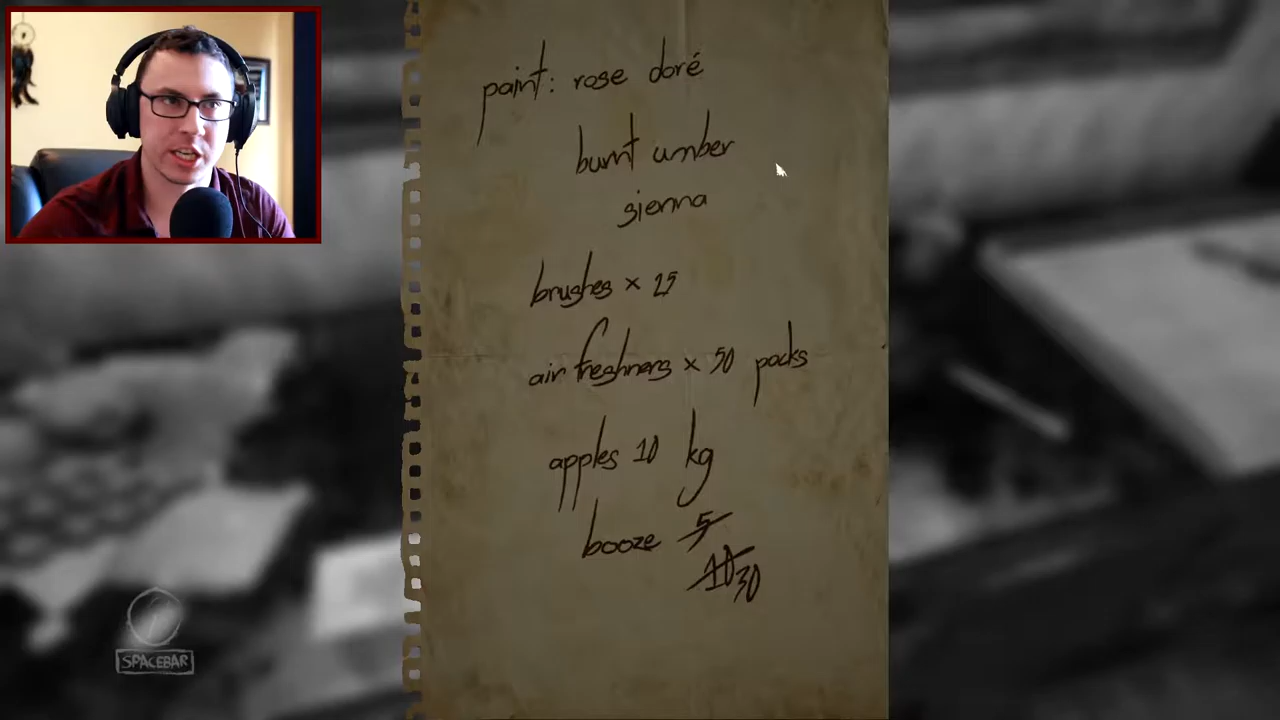 paint: rose doré
burnt umber
sienna
brushes x 25
air freshners x 50 packs
apples 10 kg
booze 5
10 30
SPACEBAR